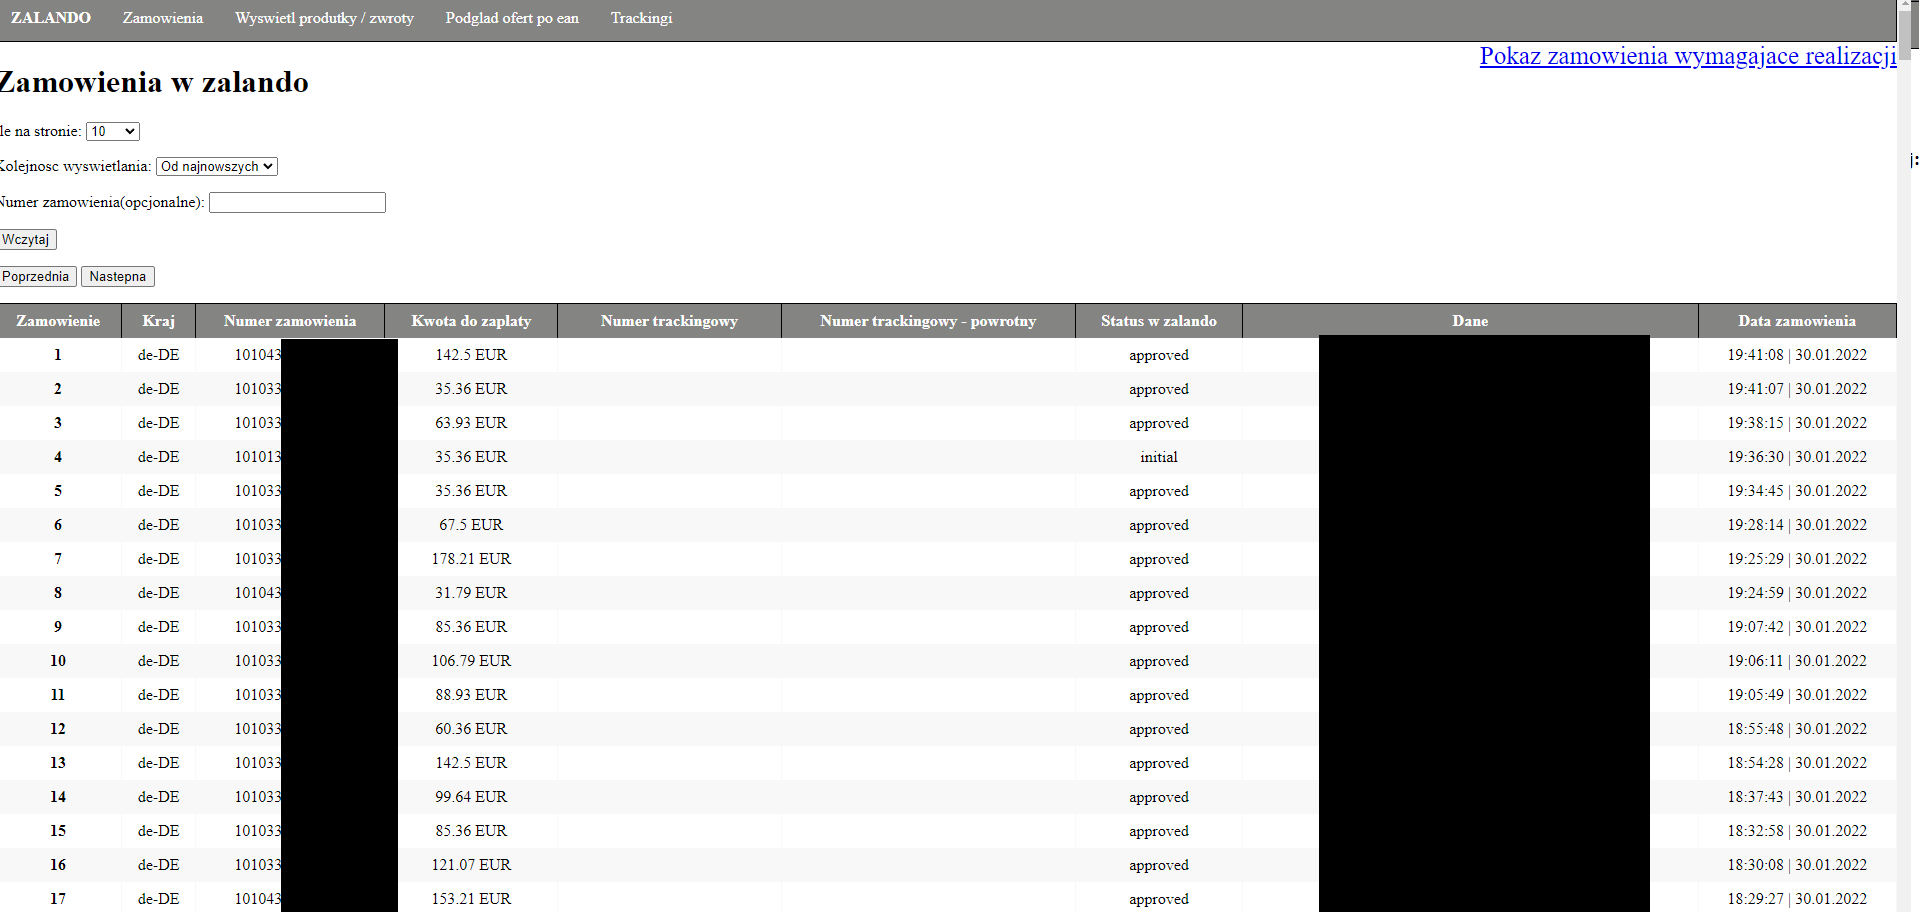 ZALANDO Zamowienia Wyswietl produtky / zwroty Podglad ofert po ean Trackingi
Pokaz zamowienia wymagajace realizacji
Zamowienia w zalando
le na stronie: 10
Kolejnosc wyswietlania: Od najnowszych
j:
Numer zamowienia(opcjonalne):
Wczytaj
Poprzednia Nastepna
Zamowienie Kraj Numer zamowienia Kwota do zaplaty Numer trackingowy Numer trackingowy - powrotny Status w zalando Dane Data zamowienia
1 de-DE 101043 142.5 EUR approved 19:41:08 | 30.01.2022
2 de-DE 101033 35.36 EUR approved 19:41:07 | 30.01.2022
3 de-DE 101033 63.93 EUR approved 19:38:15 | 30.01.2022
4 de-DE 101013 35.36 EUR initial 19:36:30 | 30.01.2022
5 de-DE 101033 35.36 EUR approved 19:34:45 | 30.01.2022
6 de-DE 101033 67.5 EUR approved 19:28:14 | 30.01.2022
7 de-DE 101033 178.21 EUR approved 19:25:29 | 30.01.2022
8 de-DE 101043 31.79 EUR approved 19:24:59 | 30.01.2022
9 de-DE 101033 85.36 EUR approved 19:07:42 | 30.01.2022
10 de-DE 101033 106.79 EUR approved 19:06:11 | 30.01.2022
11 de-DE 101033 88.93 EUR approved 19:05:49 | 30.01.2022
12 de-DE 101033 60.36 EUR approved 18:55:48 | 30.01.2022
13 de-DE 101033 142.5 EUR approved 18:54:28 | 30.01.2022
14 de-DE 101033 99.64 EUR approved 18:37:43 | 30.01.2022
15 de-DE 101033 85.36 EUR approved 18:32:58 | 30.01.2022
16 de-DE 101033 121.07 EUR approved 18:30:08 | 30.01.2022
17 de-DE 101043 153.21 EUR approved 18:29:27 | 30.01.2022